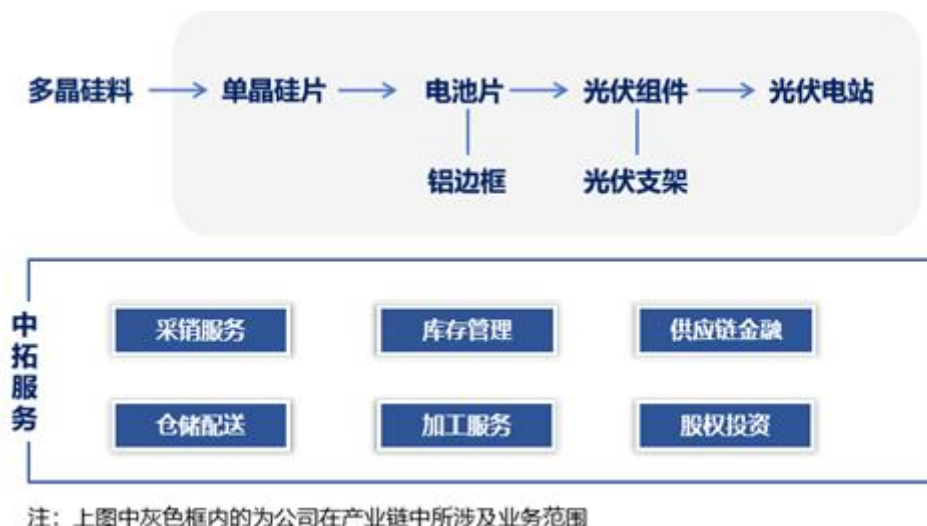 多晶硅料 单晶硅片 电池片 光伏组件 光伏电站
铝边框 光伏支架
中拓服务
采销服务 库存管理 供应链金融
仓储配送 加工服务 股权投资
注：上图中灰色框内的为公司在产业链中所涉及业务范围